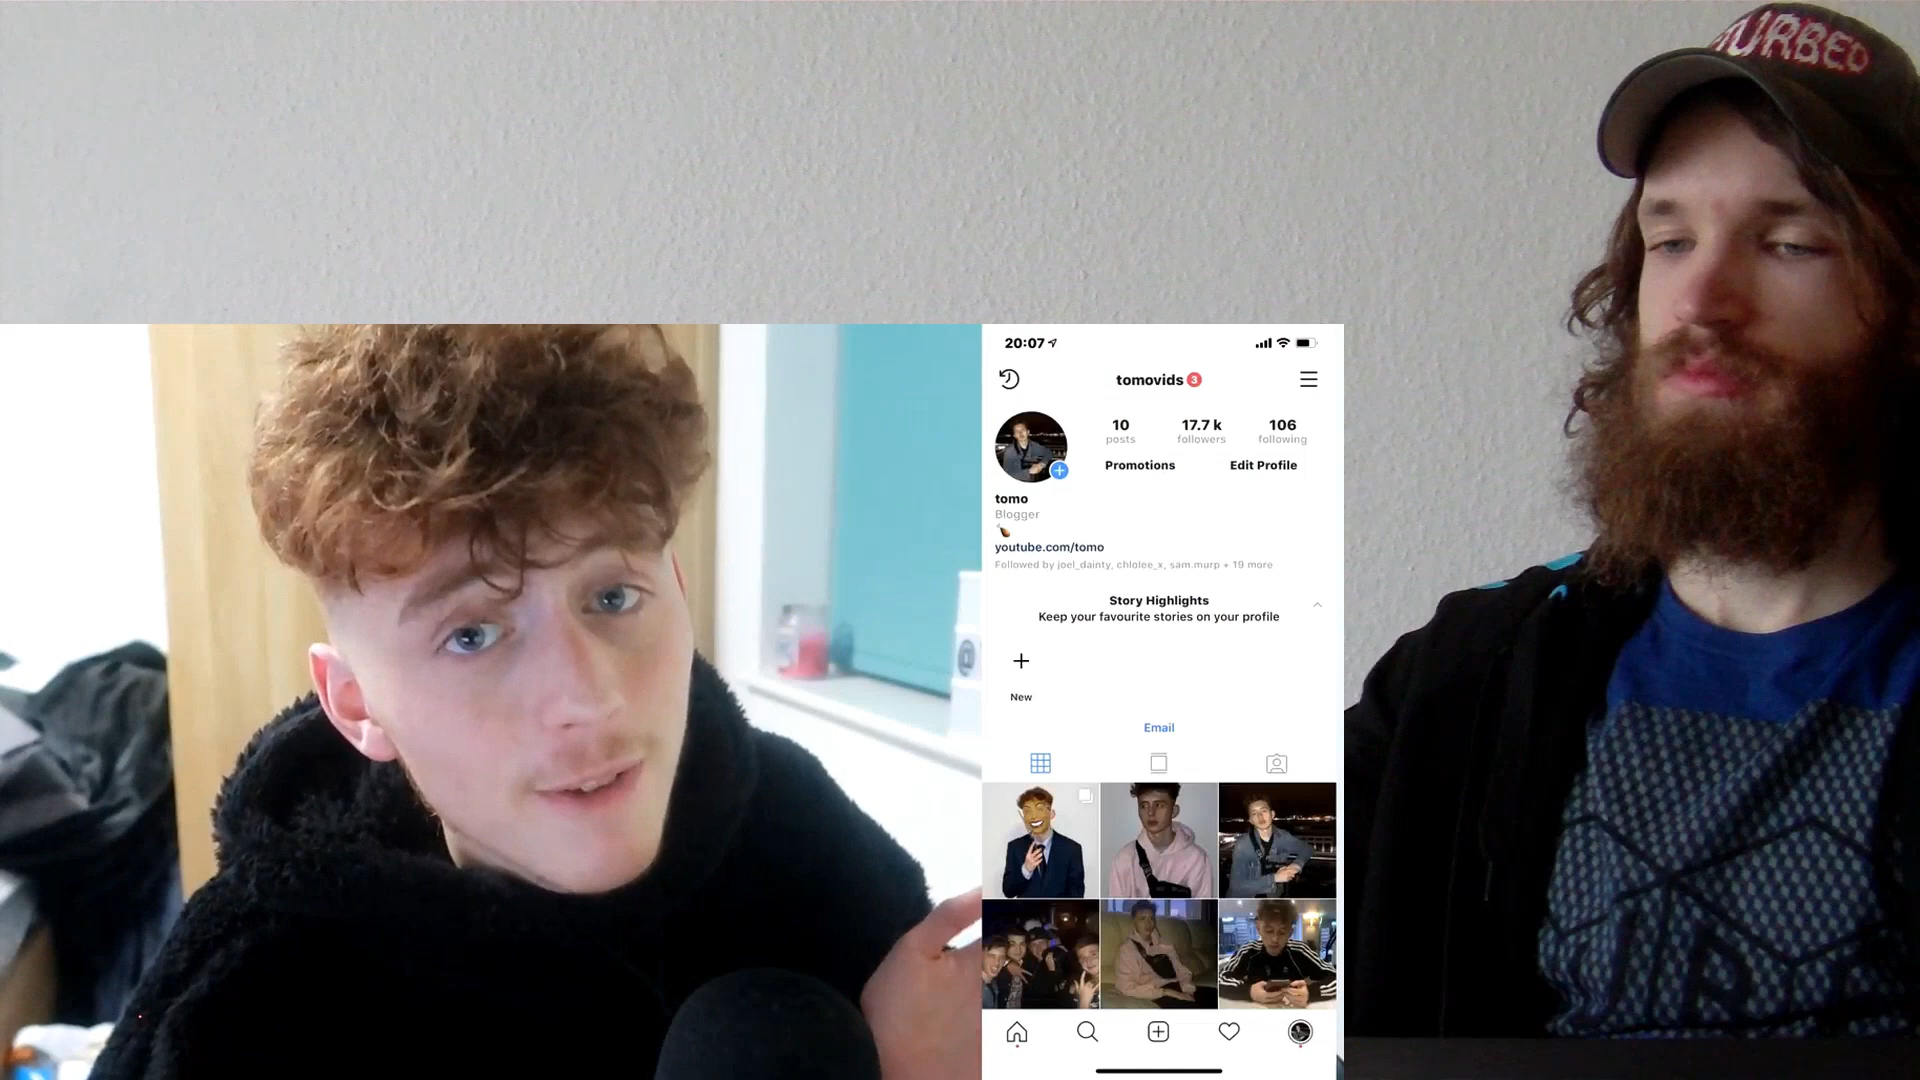 TURBED
20:07
tomovids 3
10 17.7 k 106
posts followers following
Promotions Edit Profile
tomo
Blogger
youtube.com/tomo
Followed by joel_dainty, chlolee_x, sam.murp + 19 more
Story Highlights
Keep your favourite stories on your profile
New
Email